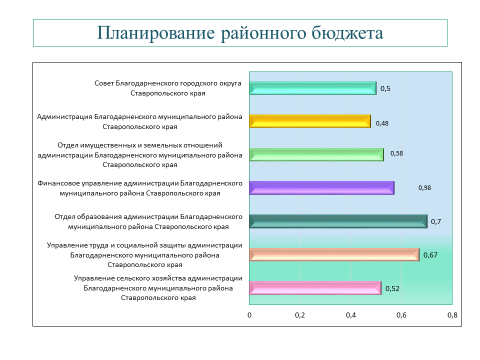 Планирование районного бюджета
Совет Благодарненского городского округа
Ставропольского края
0,5
Администрация Благодарненского муниципального района
Ставропольского края
0,48
Отдел имущественных и земельных отношений
администрации Благодарненского муниципального района
Ставропольского края
0,58
Финансовое управление администрации Благодарненского
муниципального района Ставропольского края
0,98
Отдел образования администрации Благодарненского
муниципального района Ставропольского края
0,7
Управление труда и социальной защиты администрации
Благодарненского муниципального района
Ставропольского края
0,67
Управление сельского хозяйства администрации
Благодарненского муниципального района
Ставропольского края
0,52
0 0,2 0,4 0,6 0,8